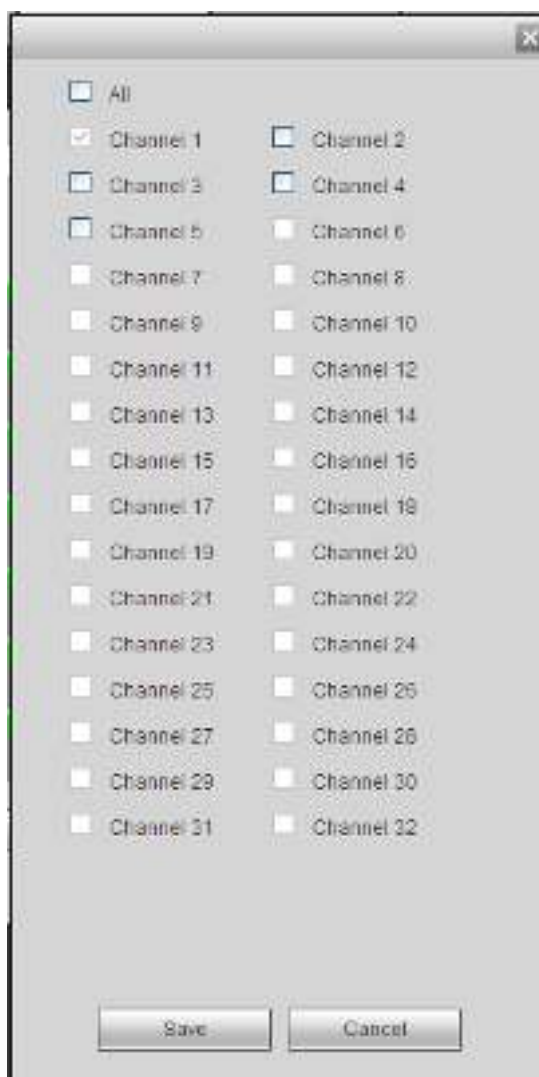 All
Channel 1 Channel 2
Channel 3 Channel 4
Channel 5 Channel 6
Channel 7 Channel 8
Channel 9 Channel 10
Channel 11 Channel 12
Channel 13 Channel 14
Channel 15 Channel 16
Channel 17 Channel 18
Channel 19 Channel 20
Channel 21 Channel 22
Channel 23 Channel 24
Channel 25 Channel 26
Channel 27 Channel 28
Channel 29 Channel 30
Channel 31 Channel 32
Save Cancel